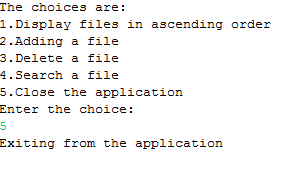 The choices are:
1.Display files in ascending order
2.Adding a file
3.Delete a file
4.Search a file
5.Close the application
Enter the choice:
5
Exiting from the application